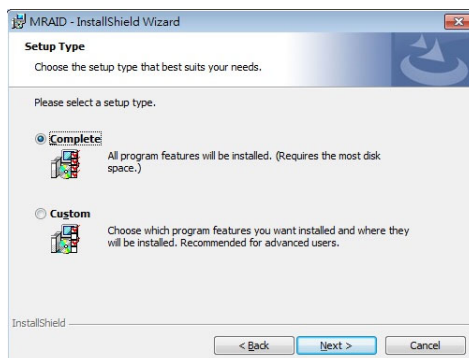 MRAID - InstallShield Wizard
Setup Type
Choose the setup type that best suits your needs.
Please select a setup type.
Complete
All program features will be installed. (Requires the most disk
space.)
Custom
Choose which program features you want installed and where they
will be installed. Recommended for advanced users.
InstallShield
< Back Next > Cancel